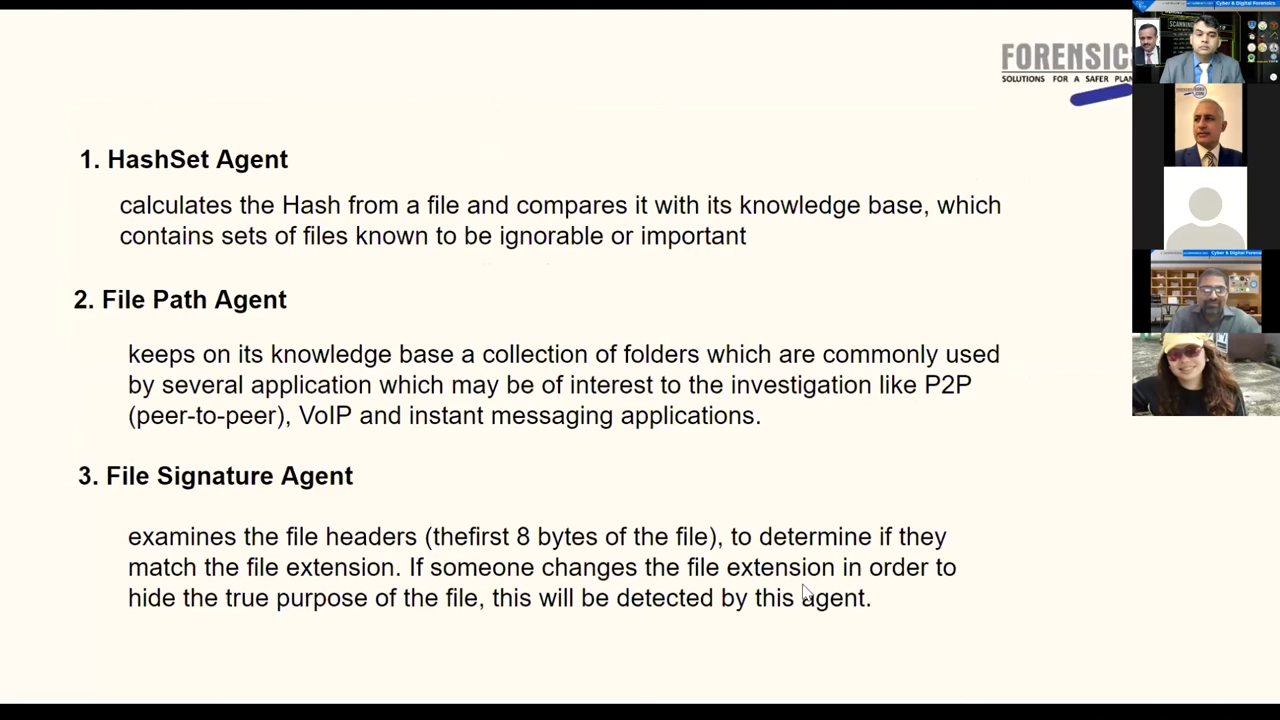 FORENSICS
SOLUTIONS FOR A SAFER PLAN
1. HashSet Agent
calculates the Hash from a file and compares it with its knowledge base, which
contains sets of files known to be ignorable or important
2. File Path Agent
keeps on its knowledge base a collection of folders which are commonly used
by several application which may be of interest to the investigation like P2P
(peer-to-peer), VoIP and instant messaging applications.
3. File Signature Agent
examines the file headers (thefirst 8 bytes of the file), to determine if they
match the file extension. If someone changes the file extension in order to
hide the true purpose of the file, this will be detected by this agent.
Cyber & Digital Forensics
SCANNING